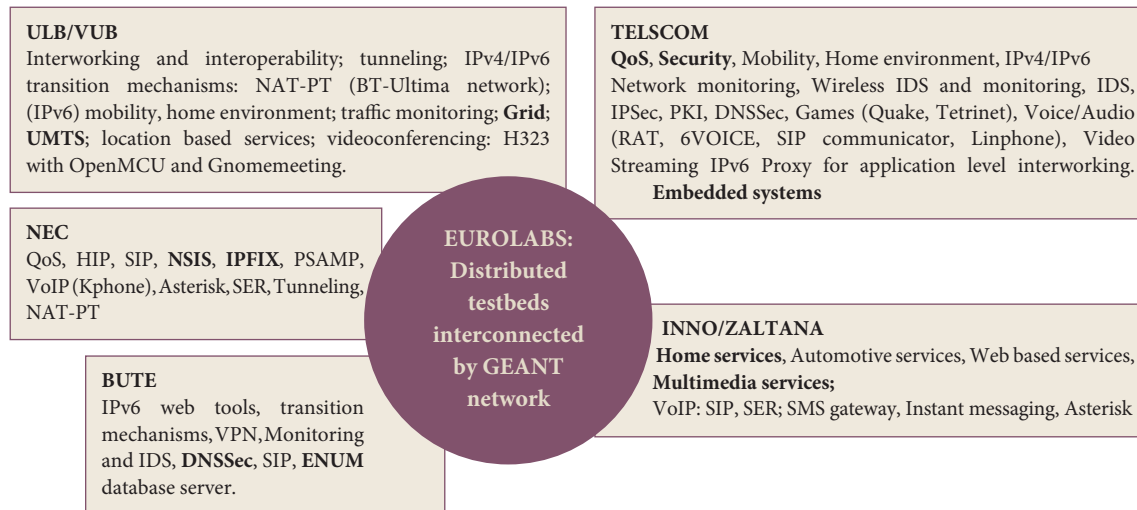 ULB/VUB
Interworking and interoperability; tunneling; IPv4/IPv6
transition mechanisms: NAT-PT (BT-Ultima network);
(IPv6) mobility, home environment; traffic monitoring; Grid;
UMTS; location based services; videoconferencing: H323
with OpenMCU and Gnomemeeting.
TELSCOM
QoS, Security, Mobility, Home environment, IPv4/IPv6
Network monitoring, Wireless IDS and monitoring, IDS,
IPSec, PKI, DNSSec, Games (Quake, Tetrinet), Voice/Audio
(RAT, 6VOICE, SIP communicator, Linphone), Video
Streaming IPv6 Proxy for application level interworking.
Embedded systems
NEC
QoS, HIP, SIP, NSIS, IPFIX, PSAMP,
VoIP (Kphone), Asterisk, SER, Tunneling,
NAT-PT
EUROLABS:
Distributed
testbeds
interconnected
by GEANT
network
INNO/ZALTANA
Home services, Automotive services, Web based services,
Multimedia services;
VoIP: SIP, SER; SMS gateway, Instant messaging, Asterisk
BUTE
IPv6 web tools, transition
mechanisms, VPN, Monitoring
and IDS, DNSSec, SIP, ENUM
database server.